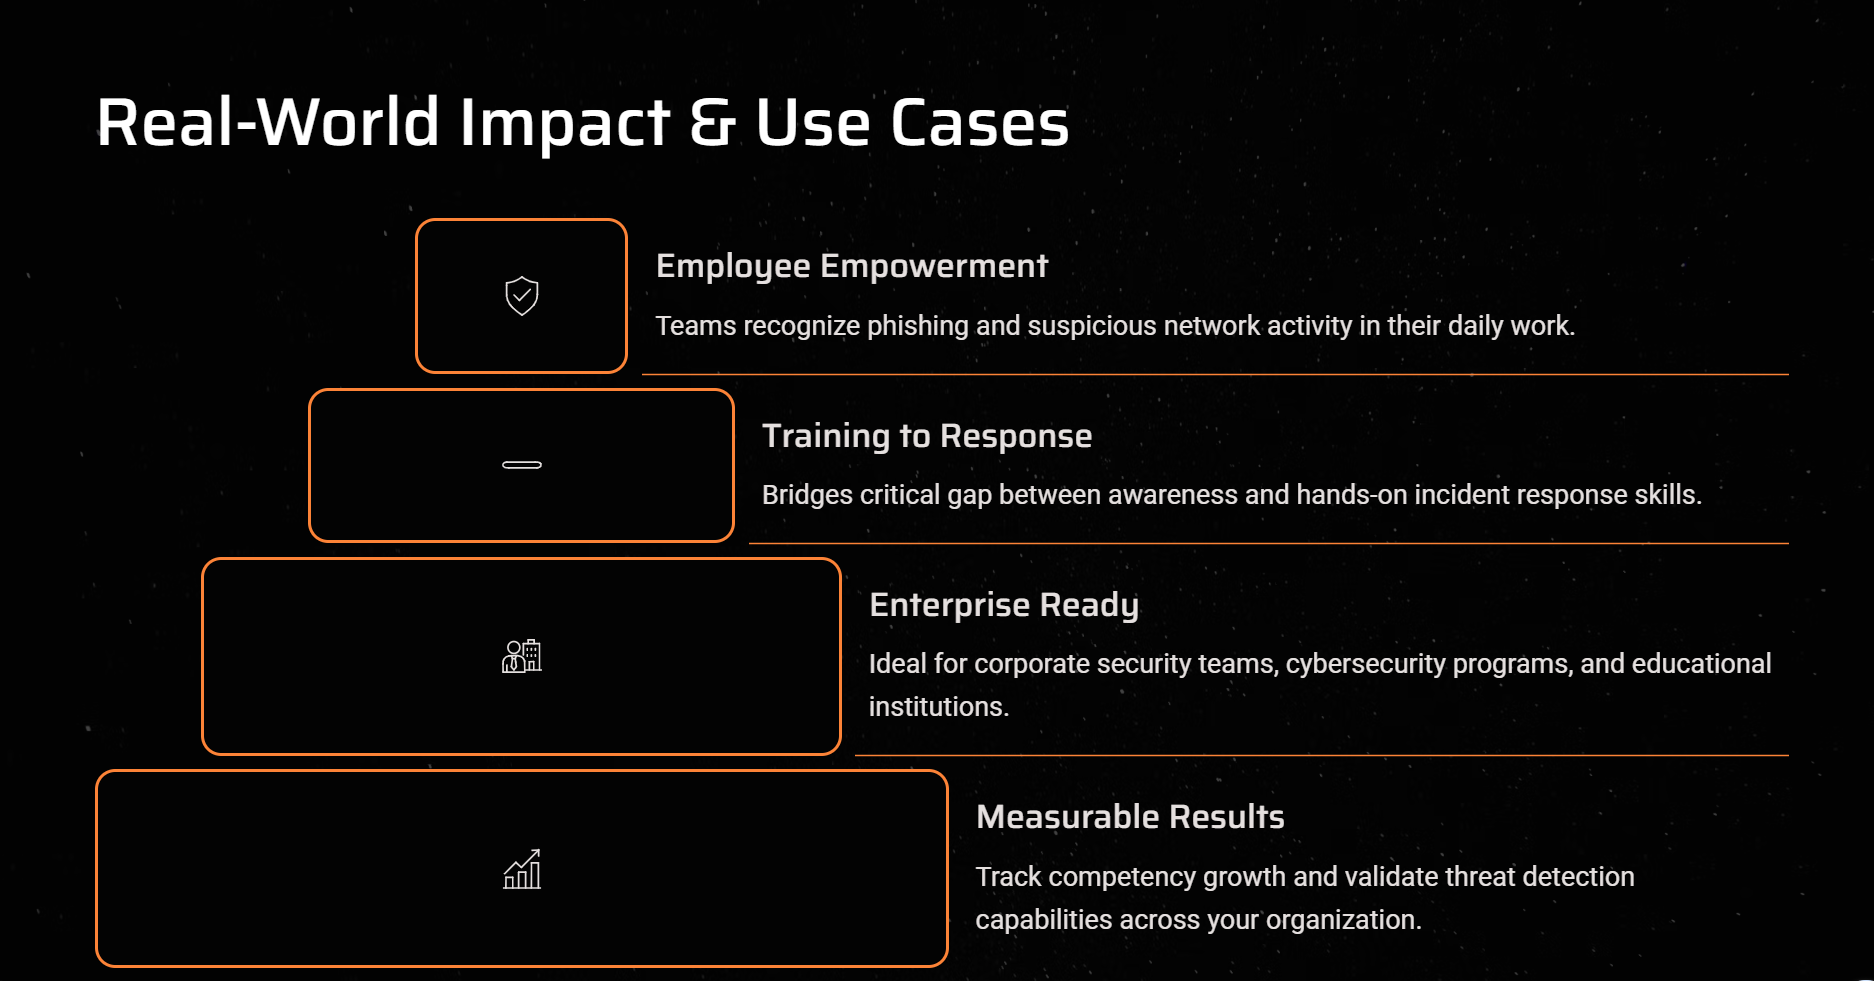 Real-World Impact & Use Cases
Employee Empowerment
Teams recognize phishing and suspicious network activity in their daily work.
Training to Response
Bridges critical gap between awareness and hands-on incident response skills.
Enterprise Ready
Ideal for corporate security teams, cybersecurity programs, and educational
institutions.
Measurable Results
Track competency growth and validate threat detection
capabilities across your organization.